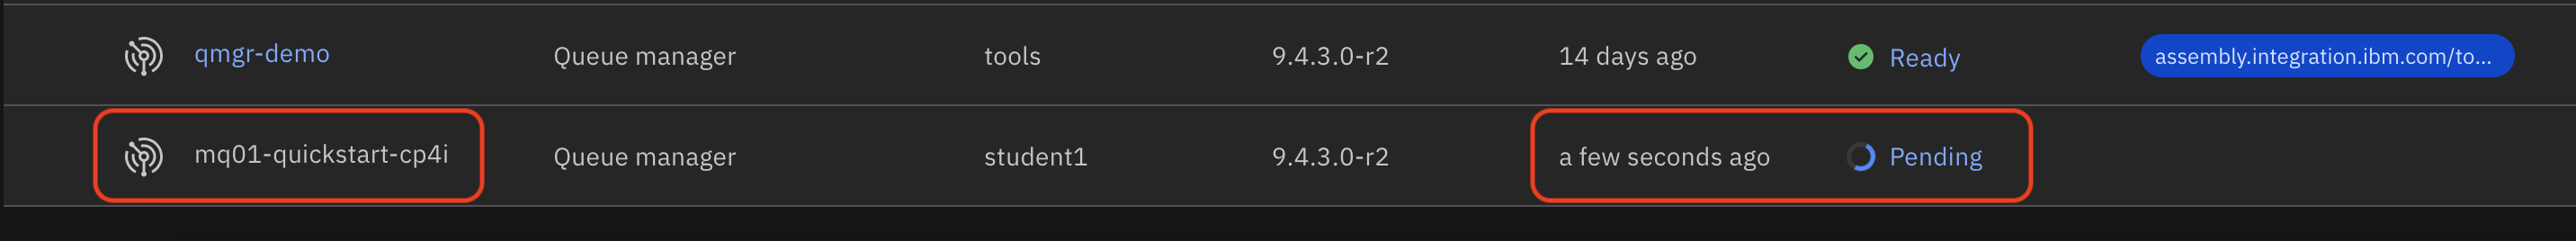 qmgr-demo Queue manager tools 9.4.3.0-r2 14 days ago Ready assembly.integration.ibm.com/to...
mq01-quickstart-cp4i Queue manager student1 9.4.3.0-r2 a few seconds ago Pending